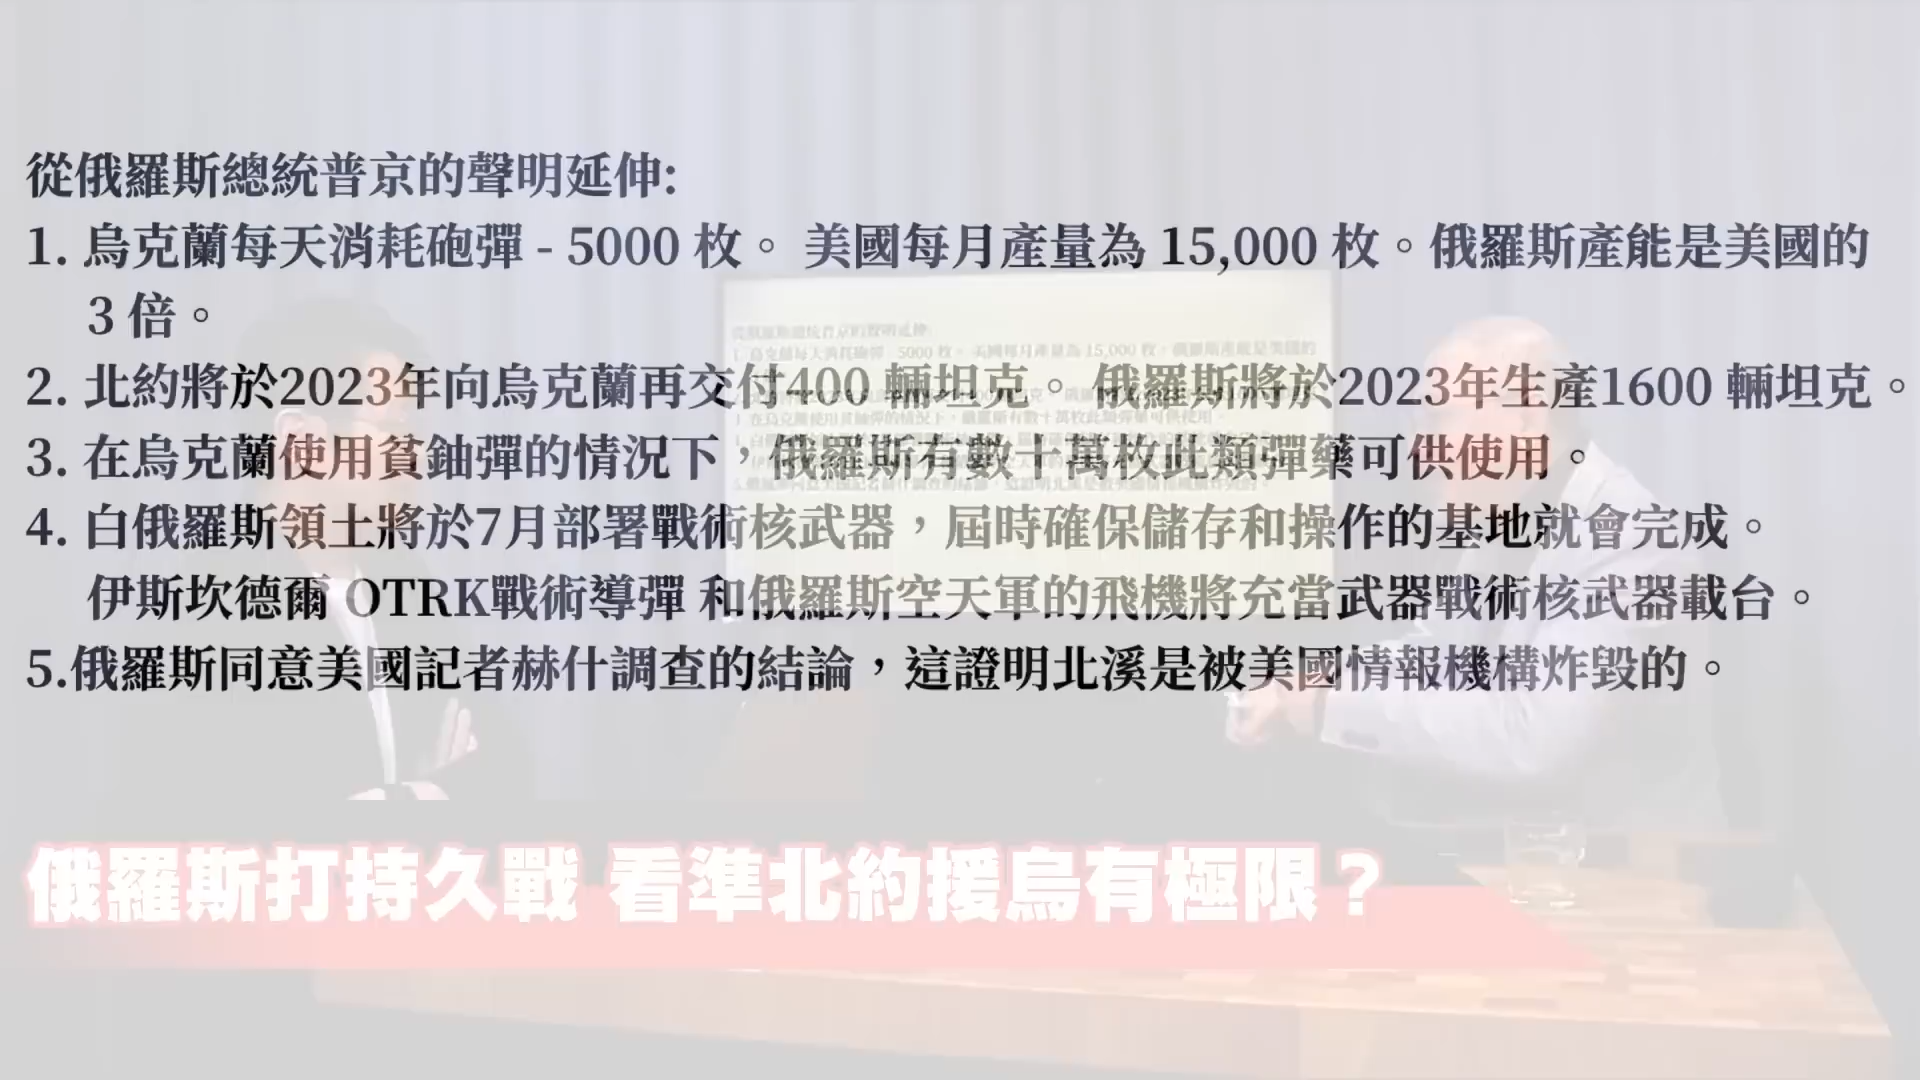 從俄羅斯總統普京的聲明延伸:
1. 烏克蘭每天消耗砲彈 - 5000 枚。 美國每月產量為 15,000 枚。俄羅斯產能是美國的
3 倍。
2. 北約將於2023年向烏克蘭再交付400 輛坦克。 俄羅斯將於2023年生產1600 輛坦克。
3. 在烏克蘭使用貧鈾彈的情況下，俄羅斯有數十萬枚此類彈藥可供使用。
4. 白俄羅斯領土將於7月部署戰術核武器，屆時確保儲存和操作的基地就會完成。
伊斯坎德爾 OTRK戰術導彈 和俄羅斯空天軍的飛機將充當武器戰術核武器載台。
5.俄羅斯同意美國記者赫什調查的結論，這證明北溪是被美國情報機構炸毀的。
俄羅斯打持久戰 看準北約援烏有極限？